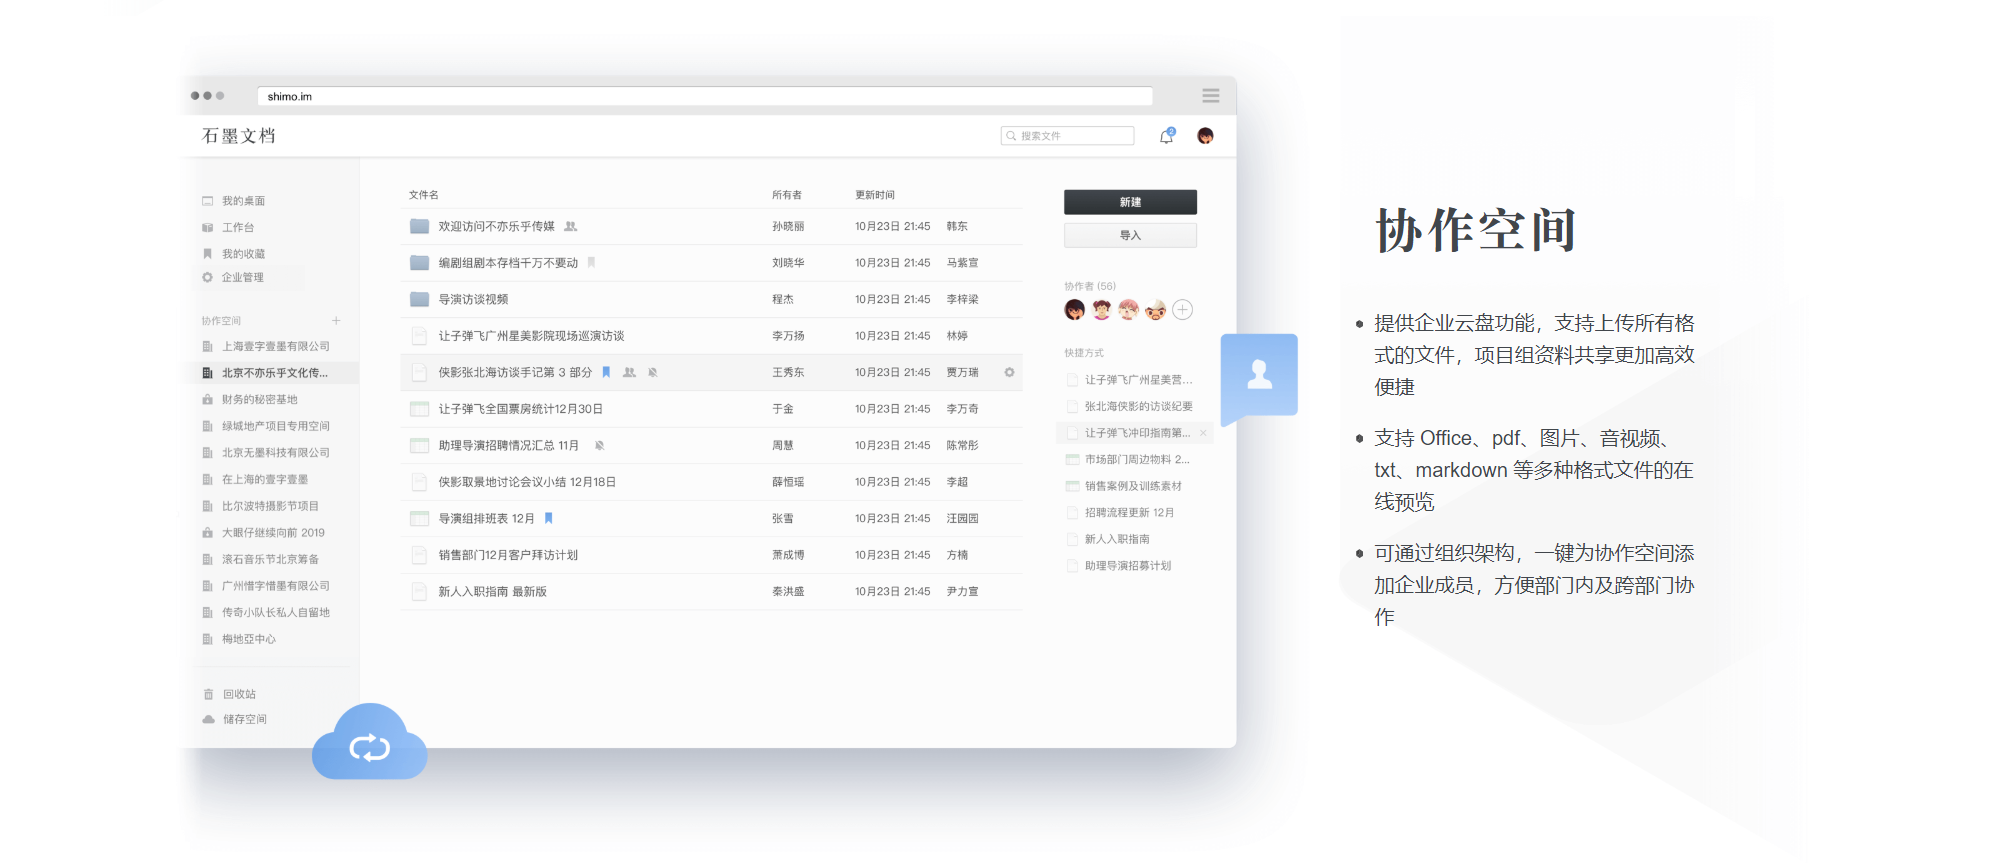 shimo.im
石墨文档
搜索文件
2
我的桌面
工作台
我的收藏
企业管理
协作空间
上海壹字壹墨有限公司
北京不亦乐乎文化传...
财务的秘密基地
绿城地产项目专用空间
北京无墨科技有限公司
在上海的壹字壹墨
比尔波特摄影节项目
大眼仔继续向前 2019
滚石音乐节北京筹备
广州惜字惜墨有限公司
传奇小队长私人自留地
梅地亞中心
回收站
储存空间
文件名 所有者 更新时间
欢迎访问不亦乐乎传媒 孙晓丽 10月23日 21:45 韩东
编剧组剧本存档千万不要动 刘晓华 10月23日 21:45 马紫宣
导演访谈视频 程杰 10月23日 21:45 李梓梁
让子弹飞广州星美影院现场巡演访谈 李万扬 10月23日 21:45 林婷
侠影张北海访谈手记第 3 部分 王秀东 10月23日 21:45 贾万瑞
让子弹飞全国票房统计12月30日 于金 10月23日 21:45 李万奇
助理导演招聘情况汇总 11月 周慧 10月23日 21:45 陈常彤
侠影取景地讨论会议小结 12月18日 薛恒瑶 10月23日 21:45 李超
导演组排班表 12月 张雪 10月23日 21:45 汪园园
销售部门12月客户拜访计划 萧成博 10月23日 21:45 方楠
新人入职指南 最新版 秦洪盛 10月23日 21:45 尹力宣
新建
导入
协作者 (56)
快捷方式
让子弹飞广州星美营...
张北海侠影的访谈纪要
让子弹飞冲印指南第...
市场部门周边物料 2...
销售案例及训练素材
招聘流程更新 12月
新人入职指南
助理导演招募计划
协作空间
提供企业云盘功能，支持上传所有格
式的文件，项目组资料共享更加高效
便捷
支持 Office、pdf、图片、音视频、
txt、markdown 等多种格式文件的在
线预览
可通过组织架构，一键为协作空间添
加企业成员，方便部门内及跨部门协
作